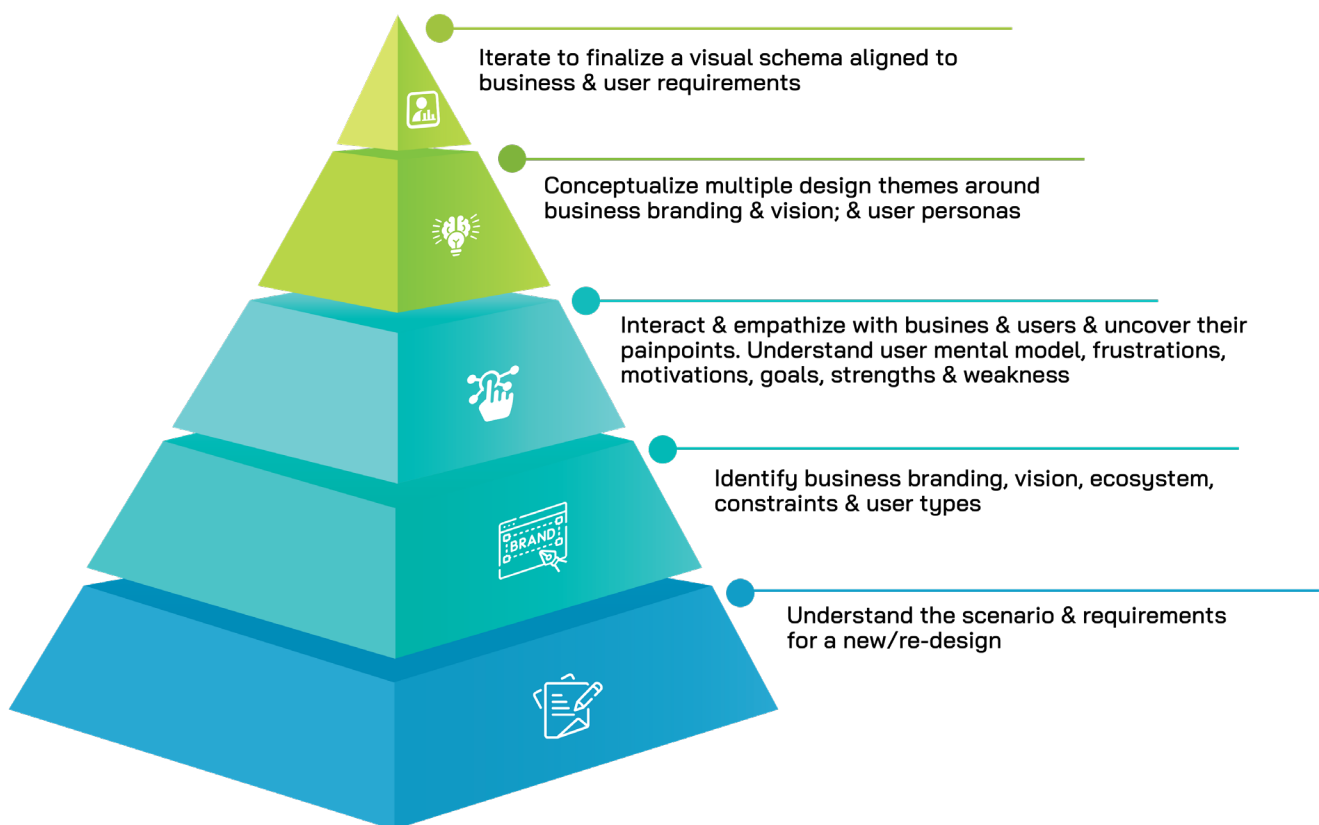 Iterate to finalize a visual schema aligned to
business & user requirements
Conceptualize multiple design themes around
business branding & vision; & user personas
Interact & empathize with busines & users & uncover their
painpoints. Understand user mental model, frustrations,
motivations, goals, strengths & weakness
Identify business branding, vision, ecosystem,
constraints & user types
BRAND
Understand the scenario & requirements
for a new/re-design